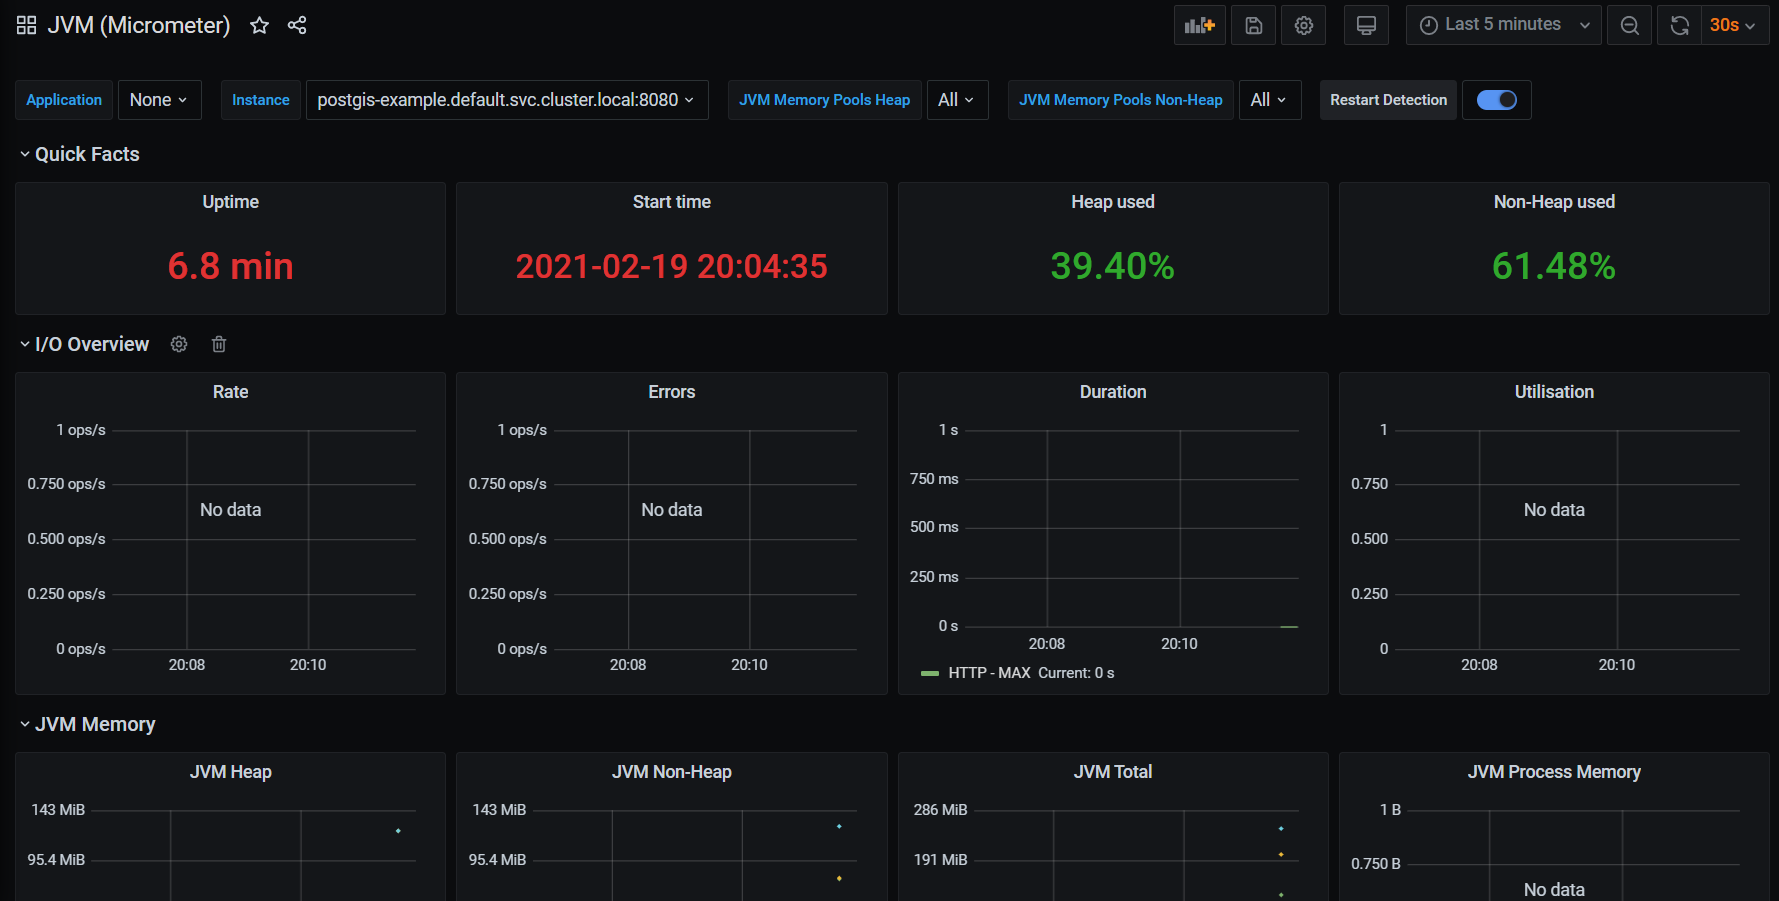 JVM (Micrometer)
Last 5 minutes
30s
Application
None
Instance
postgis-example.default.svc.cluster.local:8080
JVM Memory Pools Heap
All
JVM Memory Pools Non-Heap
All
Restart Detection
Quick Facts
Uptime
6.8 min
Start time
2021-02-19 20:04:35
Heap used
39.40%
Non-Heap used
61.48%
I/O Overview
Rate
1 ops/s
0.750 ops/s
No data
0.500 ops/s
0.250 ops/s
0 ops/s
20:08
20:10
Errors
1 ops/s
0.750 ops/s
No data
0.500 ops/s
0.250 ops/s
0 ops/s
20:08
20:10
Duration
1 s
750 ms
500 ms
250 ms
0 s
20:08
20:10
HTTP - MAX Current: 0 s
Utilisation
1
0.750
No data
0.500
0.250
0
20:08
20:10
JVM Memory
JVM Heap
143 MiB
95.4 MiB
JVM Non-Heap
143 MiB
95.4 MiB
JVM Total
286 MiB
191 MiB
JVM Process Memory
1 B
0.750 B
No data